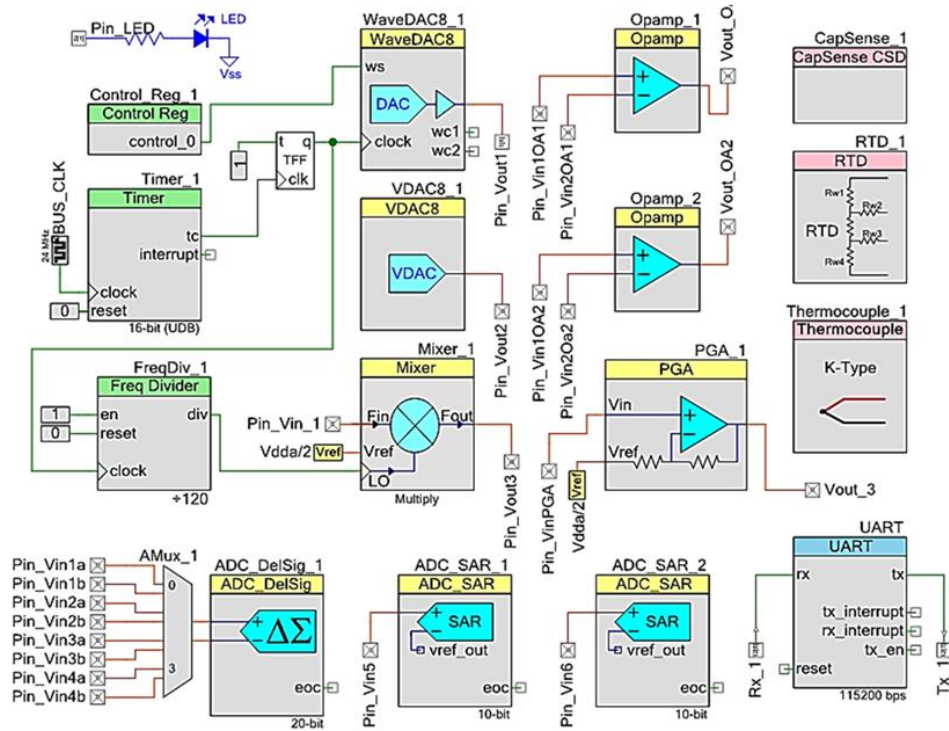 Pin_LED
LED
Vss
Control_Reg_1
Control Reg
control_0
Timer_1
Timer
tc
interrupt
clock
reset
16-bit (UDB)
24 MHz
BUS_CLK
0
1
t
q
TFF
clk
WaveDAC8_1
WaveDAC8
ws
DAC
wc1
wc2
clock
Pin_Vout1
VDAC8_1
VDAC8
VDAC
Pin_Vout2
Opamp_1
Opamp
Vout_O
Pin_Vin1OA1
Pin_Vin2OA1
Opamp_2
Opamp
Vout_OA2
Pin_Vin1OA2
Pin_Vin2Oa2
CapSense_1
CapSense CSD
RTD_1
RTD
Rw1
Rw2
RTD
Rw3
Rw4
Thermocouple_1
Thermocouple
K-Type
FreqDiv_1
Freq Divider
1
en
div
0
reset
clock
÷120
Mixer_1
Mixer
Pin_Vin_1
Fin
Fout
Vdda/2
Vref
Vref
LO
Multiply
Pin_Vout3
PGA_1
PGA
Vin
Vref
Pin_VinPGA
Vdda/2
Vref
Vout_3
AMux_1
Pin_Vin1a
Pin_Vin1b
Pin_Vin2a
Pin_Vin2b
Pin_Vin3a
Pin_Vin3b
Pin_Vin4a
Pin_Vin4b
0
3
ADC_DelSig_1
ADC_DelSig
ΔΣ
eoc
20-bit
ADC_SAR_1
ADC_SAR
SAR
vref_out
eoc
10-bit
Pin_Vin5
ADC_SAR_2
ADC_SAR
SAR
vref_out
eoc
10-bit
Pin_Vin6
UART
UART
rx
tx
tx_interrupt
rx_interrupt
tx_en
reset
115200 bps
Rx_1
Tx_1